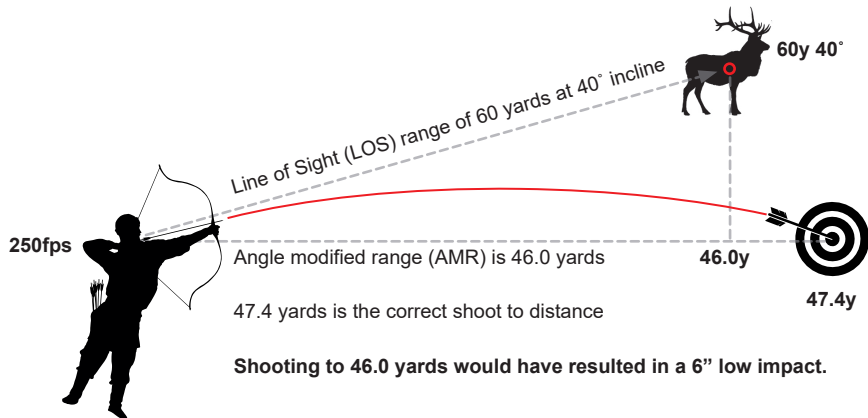 60y 40˚
Line of Sight (LOS) range of 60 yards at 40˚ incline
250fps
Angle modified range (AMR) is 46.0 yards
46.0y
47.4y
47.4 yards is the correct shoot to distance
Shooting to 46.0 yards would have resulted in a 6” low impact.